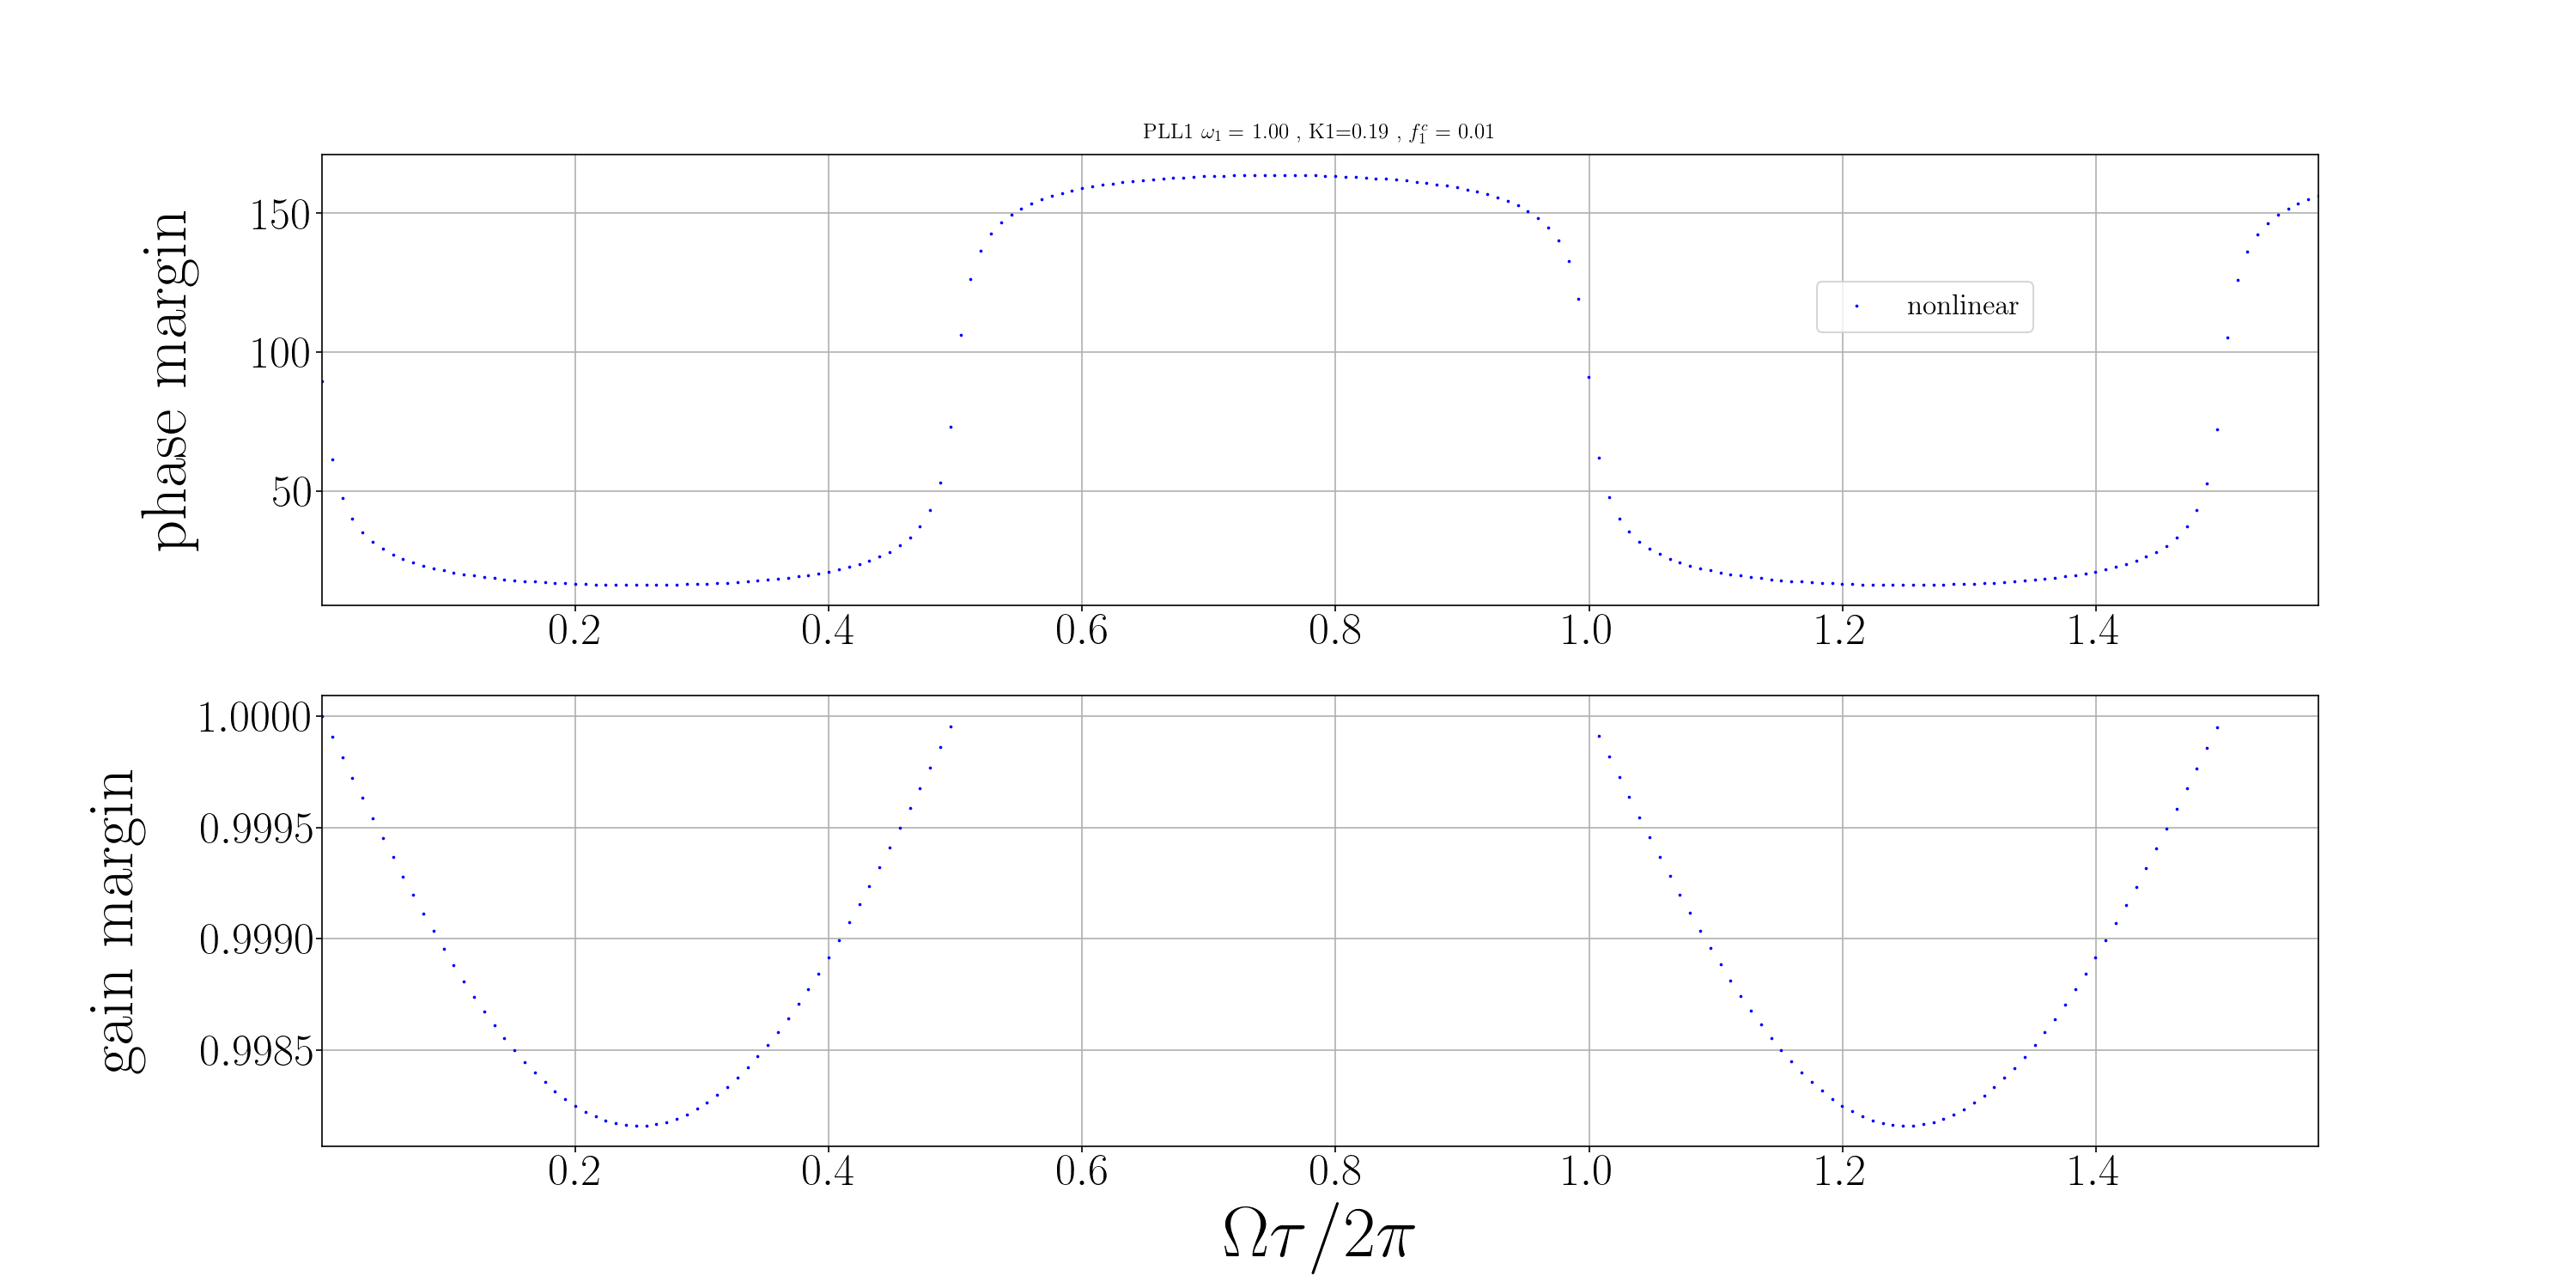 PLL1 ω₁ = 1.00 , K1=0.19 , f₁ᶜ = 0.01
phase margin
150
100
50
nonlinear
0.2 0.4 0.6 0.8 1.0 1.2 1.4
gain margin
1.0000
0.9995
0.9990
0.9985
0.2 0.4 0.6 0.8 1.0 1.2 1.4
Ωτ/2π